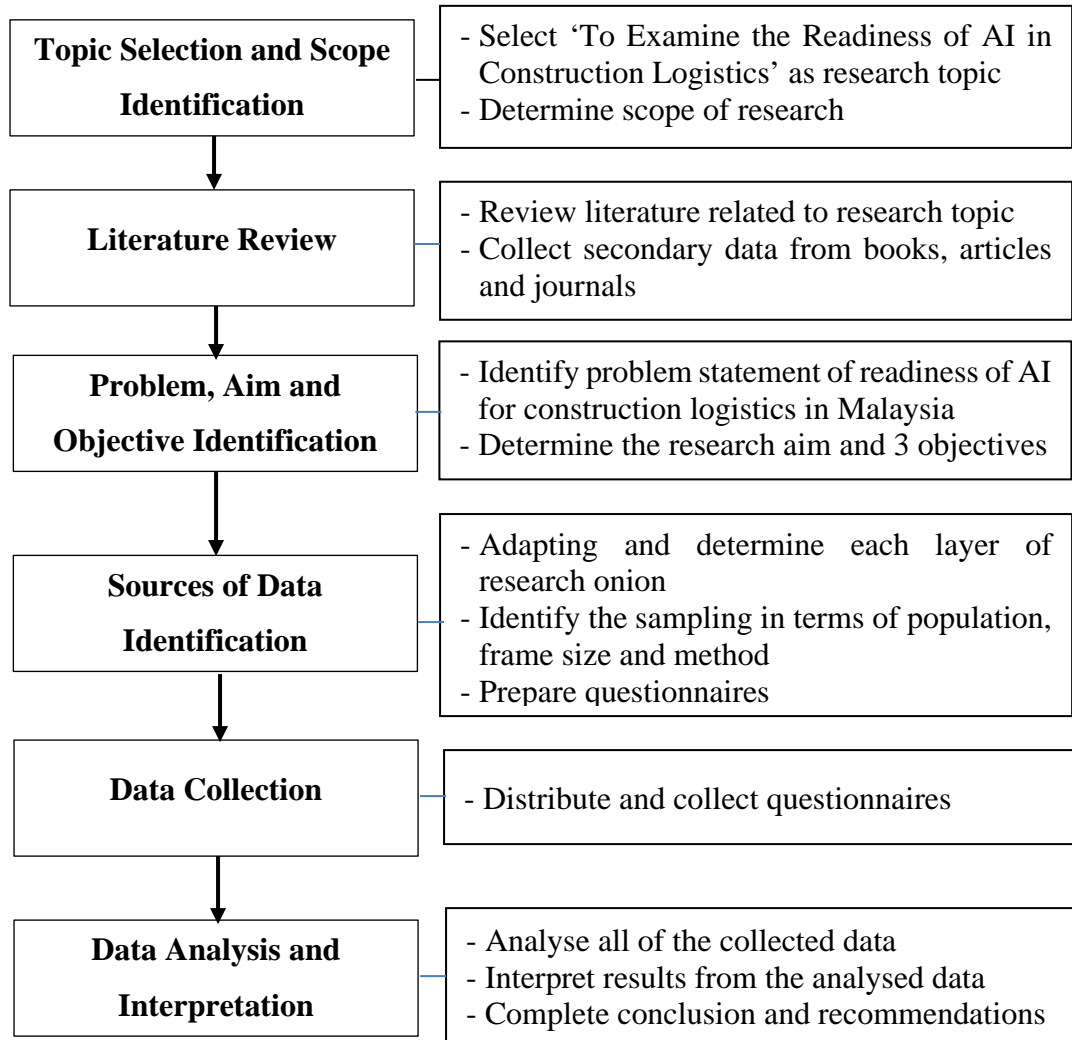 Topic Selection and Scope
Identification
- Select ‘To Examine the Readiness of AI in
Construction Logistics’ as research topic
- Determine scope of research
Literature Review
- Review literature related to research topic
- Collect secondary data from books, articles
and journals
Problem, Aim and
Objective Identification
- Identify problem statement of readiness of AI
for construction logistics in Malaysia
- Determine the research aim and 3 objectives
Sources of Data
Identification
- Adapting and determine each layer of
research onion
- Identify the sampling in terms of population,
frame size and method
- Prepare questionnaires
Data Collection
- Distribute and collect questionnaires
Data Analysis and
Interpretation
- Analyse all of the collected data
- Interpret results from the analysed data
- Complete conclusion and recommendations